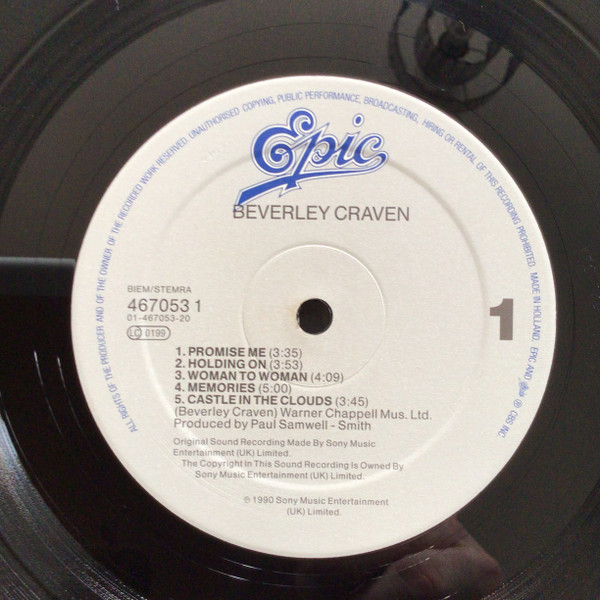 ALL RIGHTS OF THE PRODUCER AND OF THE OWNER OF THE RECORDED WORK RESERVED. UNAUTHORISED COPYING, PUBLIC PERFORMANCE, BROADCASTING, HIRING OR RENTAL OF THIS RECORDING PROHIBITED. MADE IN HOLLAND. EPIC AND ® CBS INC.
Epic
BEVERLEY CRAVEN
BIEM/STEMRA
467053 1
01-467053-20
LC 0199
1
1. PROMISE ME (3:35)
2. HOLDING ON (3:53)
3. WOMAN TO WOMAN (4:09)
4. MEMORIES (5:00)
5. CASTLE IN THE CLOUDS (3:45)
(Beverley Craven) Warner Chappell Mus. Ltd.
Produced by Paul Samwell - Smith
Original Sound Recording Made By Sony Music
Entertainment (UK) Limited.
The Copyright In This Sound Recording Is Owned By
Sony Music Entertainment (UK) Limited.
℗ 1990 Sony Music Entertainment
(UK) Limited.